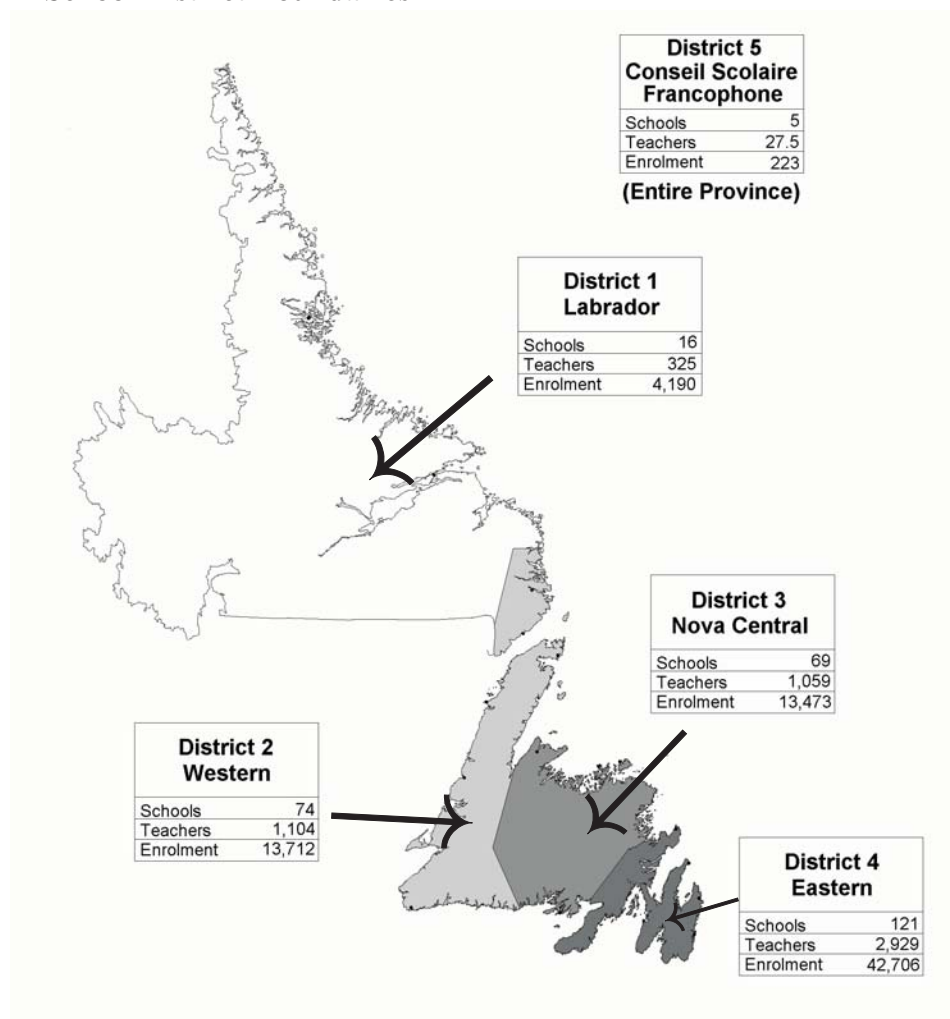 District 5
Conseil Scolaire
Francophone
Schools 5
Teachers 27.5
Enrolment 223
(Entire Province)
District 1
Labrador
Schools 16
Teachers 325
Enrolment 4,190
District 3
Nova Central
Schools 69
Teachers 1,059
Enrolment 13,473
District 2
Western
Schools 74
Teachers 1,104
Enrolment 13,712
District 4
Eastern
Schools 121
Teachers 2,929
Enrolment 42,706